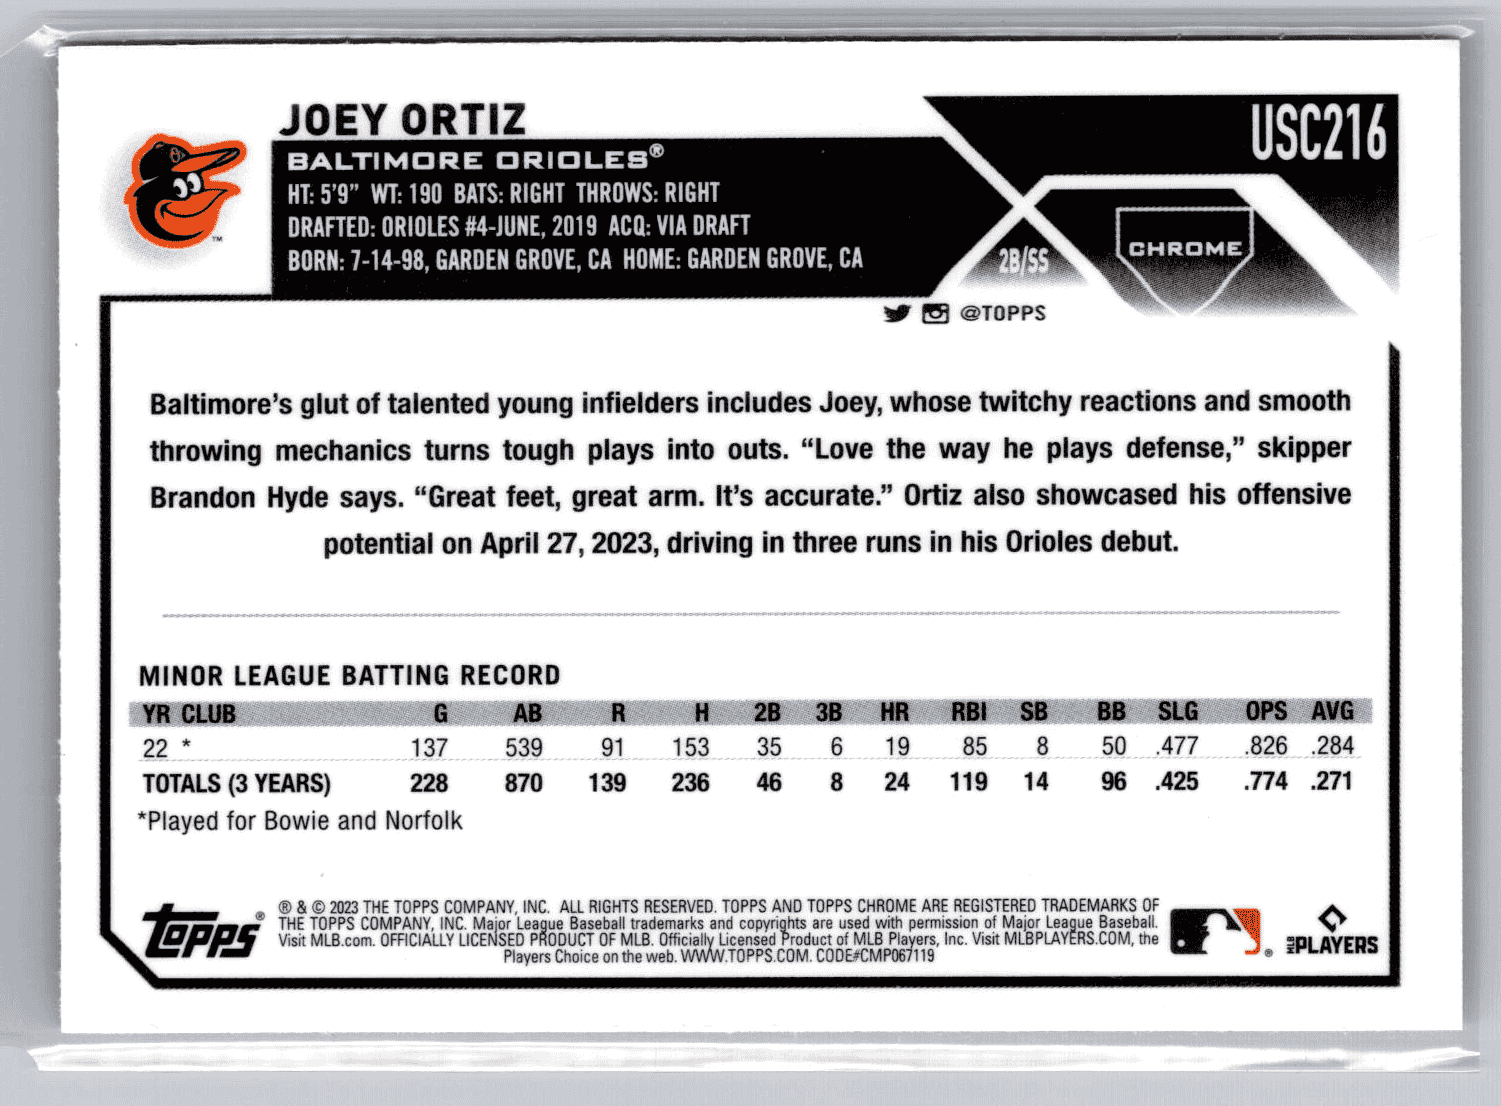 JOEY ORTIZ
USC216
BALTIMORE ORIOLES®
HT: 5'9” WT: 190 BATS: RIGHT THROWS: RIGHT
DRAFTED: ORIOLES #4-JUNE, 2019 ACQ: VIA DRAFT
BORN: 7-14-98, GARDEN GROVE, CA HOME: GARDEN GROVE, CA
2B/SS
CHROME
TM
@TOPPS
Baltimore’s glut of talented young infielders includes Joey, whose twitchy reactions and smooth
throwing mechanics turns tough plays into outs. “Love the way he plays defense,” skipper
Brandon Hyde says. “Great feet, great arm. It’s accurate.” Ortiz also showcased his offensive
potential on April 27, 2023, driving in three runs in his Orioles debut.
MINOR LEAGUE BATTING RECORD
YR CLUB G AB R H 2B 3B HR RBI SB BB SLG OPS AVG
22 * 137 539 91 153 35 6 19 85 8 50 .477 .826 .284
TOTALS (3 YEARS) 228 870 139 236 46 8 24 119 14 96 .425 .774 .271
*Played for Bowie and Norfolk
Topps®
® & © 2023 THE TOPPS COMPANY, INC. ALL RIGHTS RESERVED. TOPPS AND TOPPS CHROME ARE REGISTERED TRADEMARKS OF
THE TOPPS COMPANY, INC. Major League Baseball trademarks and copyrights are used with permission of Major League Baseball.
Visit MLB.com. OFFICIALLY LICENSED PRODUCT OF MLB. Officially Licensed Product of MLB Players, Inc. Visit MLBPLAYERS.COM, the
Players Choice on the web. WWW.TOPPS.COM. CODE#CMP067119
®
MLB PLAYERS